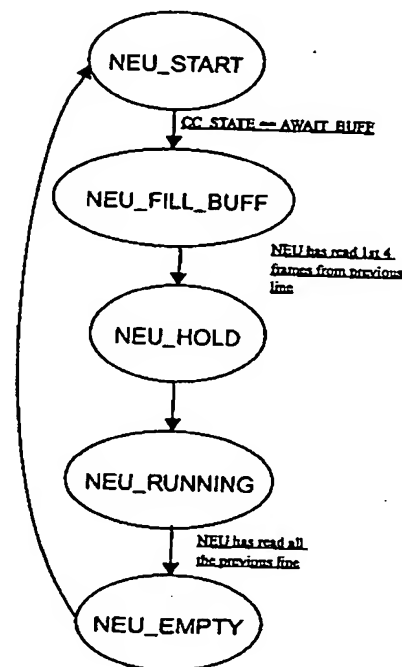 NEU_START
CC_STATE == AWAIT_BUFF
NEU_FILL_BUFF
NEU has read 1st 4
frames from previous
line
NEU_HOLD
NEU_RUNNING
NEU has read all
the previous line
NEU_EMPTY